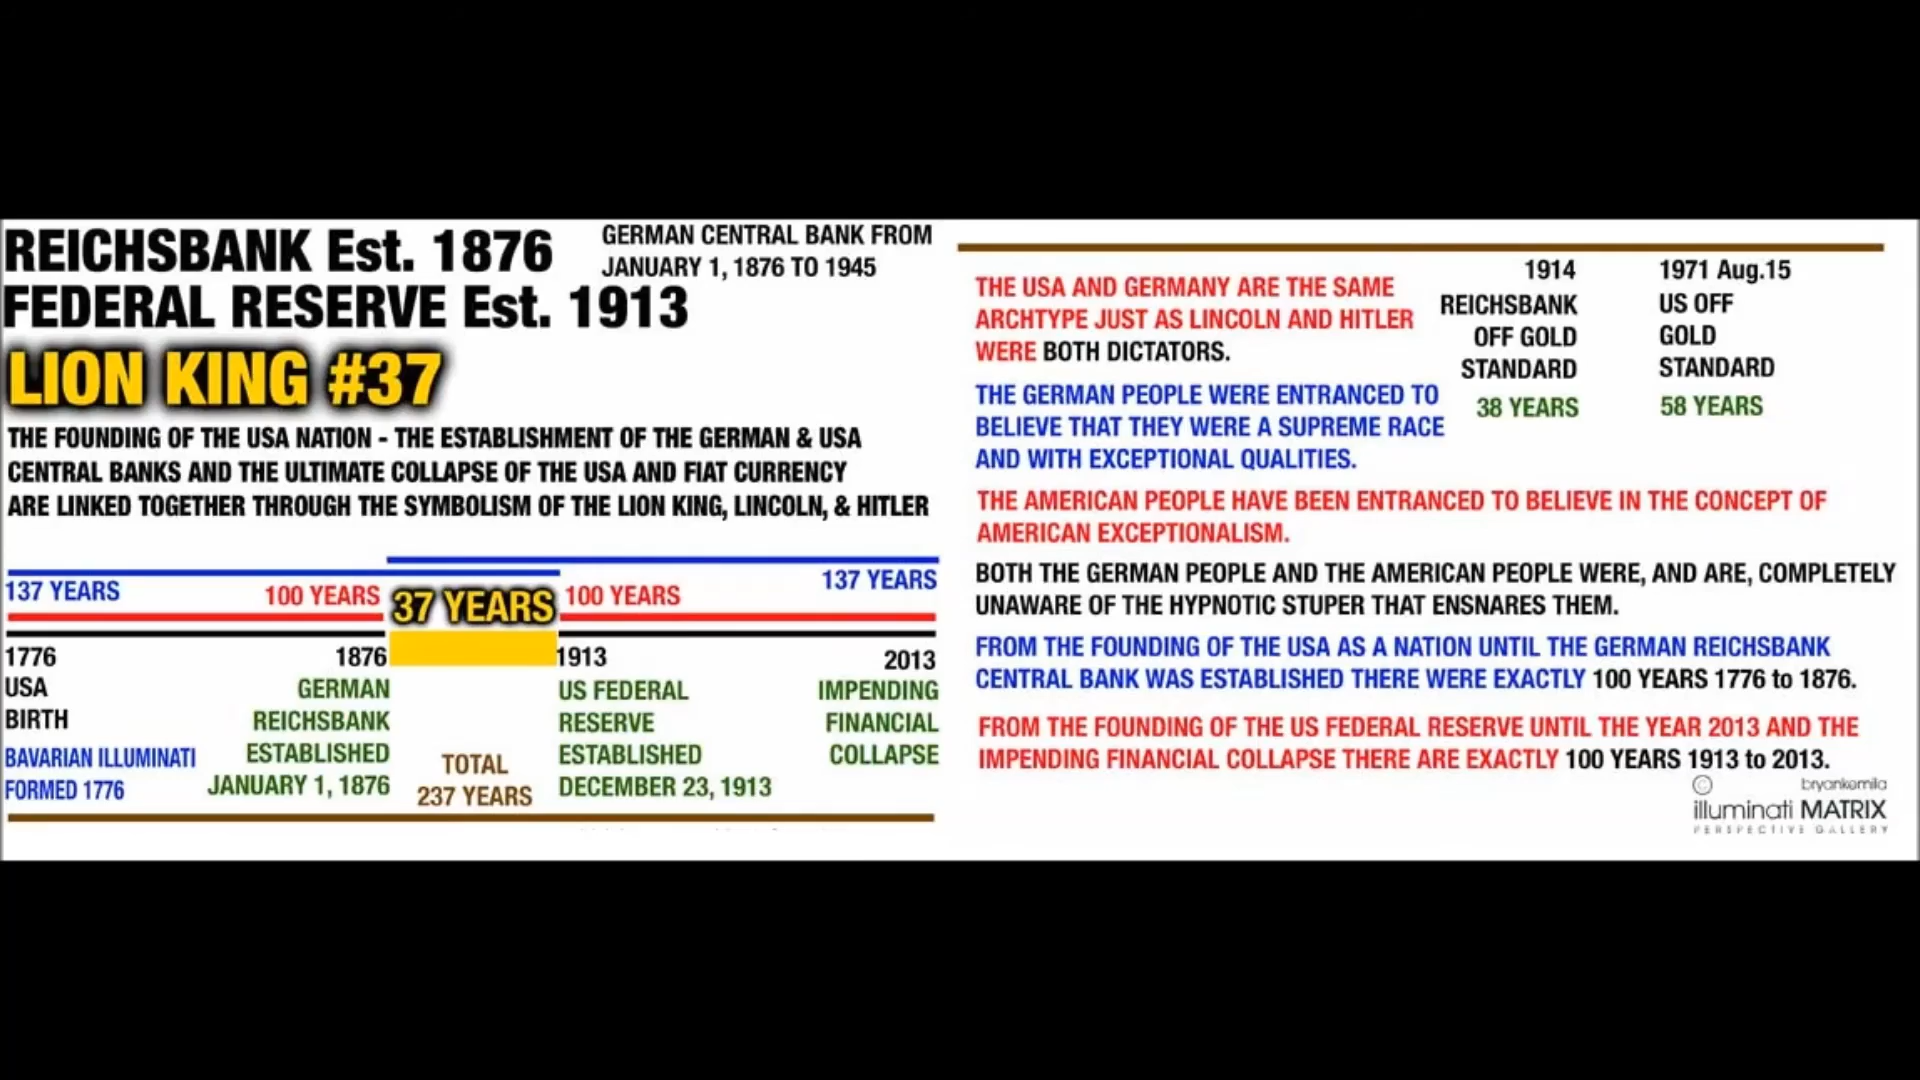 REICHSBANK Est. 1876
GERMAN CENTRAL BANK FROM
JANUARY 1, 1876 TO 1945
FEDERAL RESERVE Est. 1913
LION KING #37
THE FOUNDING OF THE USA NATION - THE ESTABLISHMENT OF THE GERMAN & USA
CENTRAL BANKS AND THE ULTIMATE COLLAPSE OF THE USA AND FIAT CURRENCY
ARE LINKED TOGETHER THROUGH THE SYMBOLISM OF THE LION KING, LINCOLN, & HITLER
137 YEARS
100 YEARS
37 YEARS
100 YEARS
137 YEARS
1776
USA
BIRTH
BAVARIAN ILLUMINATI
FORMED 1776
1876
GERMAN
REICHSBANK
ESTABLISHED
JANUARY 1, 1876
TOTAL
237 YEARS
1913
US FEDERAL
RESERVE
ESTABLISHED
DECEMBER 23, 1913
2013
IMPENDING
FINANCIAL
COLLAPSE
THE USA AND GERMANY ARE THE SAME
ARCHTYPE JUST AS LINCOLN AND HITLER
WERE BOTH DICTATORS.
1914
REICHSBANK
OFF GOLD
STANDARD
38 YEARS
1971 Aug.15
US OFF
GOLD
STANDARD
58 YEARS
THE GERMAN PEOPLE WERE ENTRANCED TO
BELIEVE THAT THEY WERE A SUPREME RACE
AND WITH EXCEPTIONAL QUALITIES.
THE AMERICAN PEOPLE HAVE BEEN ENTRANCED TO BELIEVE IN THE CONCEPT OF
AMERICAN EXCEPTIONALISM.
BOTH THE GERMAN PEOPLE AND THE AMERICAN PEOPLE WERE, AND ARE, COMPLETELY
UNAWARE OF THE HYPNOTIC STUPER THAT ENSNARES THEM.
FROM THE FOUNDING OF THE USA AS A NATION UNTIL THE GERMAN REICHSBANK
CENTRAL BANK WAS ESTABLISHED THERE WERE EXACTLY 100 YEARS 1776 to 1876.
FROM THE FOUNDING OF THE US FEDERAL RESERVE UNTIL THE YEAR 2013 AND THE
IMPENDING FINANCIAL COLLAPSE THERE ARE EXACTLY 100 YEARS 1913 to 2013.
© bryankemila
illuminati MATRIX
PERSPECTIVE GALLERY